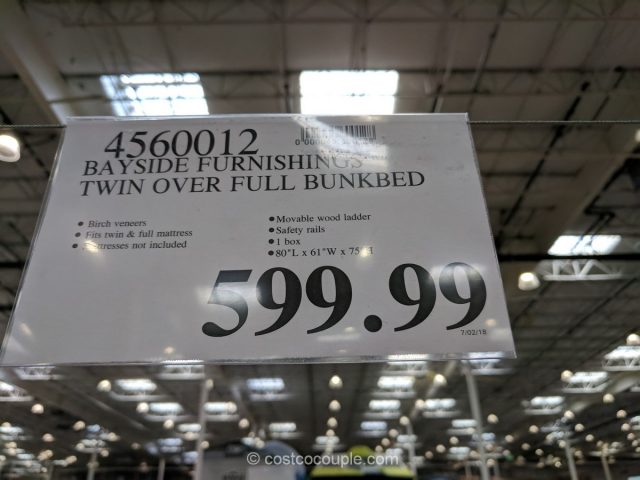 4560012
BAYSIDE FURNISHINGS
TWIN OVER FULL BUNKBED
● Birch veneers
● Fits twin & full mattress
● Mattresses not included
● Movable wood ladder
● Safety rails
● 1 box
● 80"L x 61"W x 75"H
599.99
7/02/18
© costcocouple.com